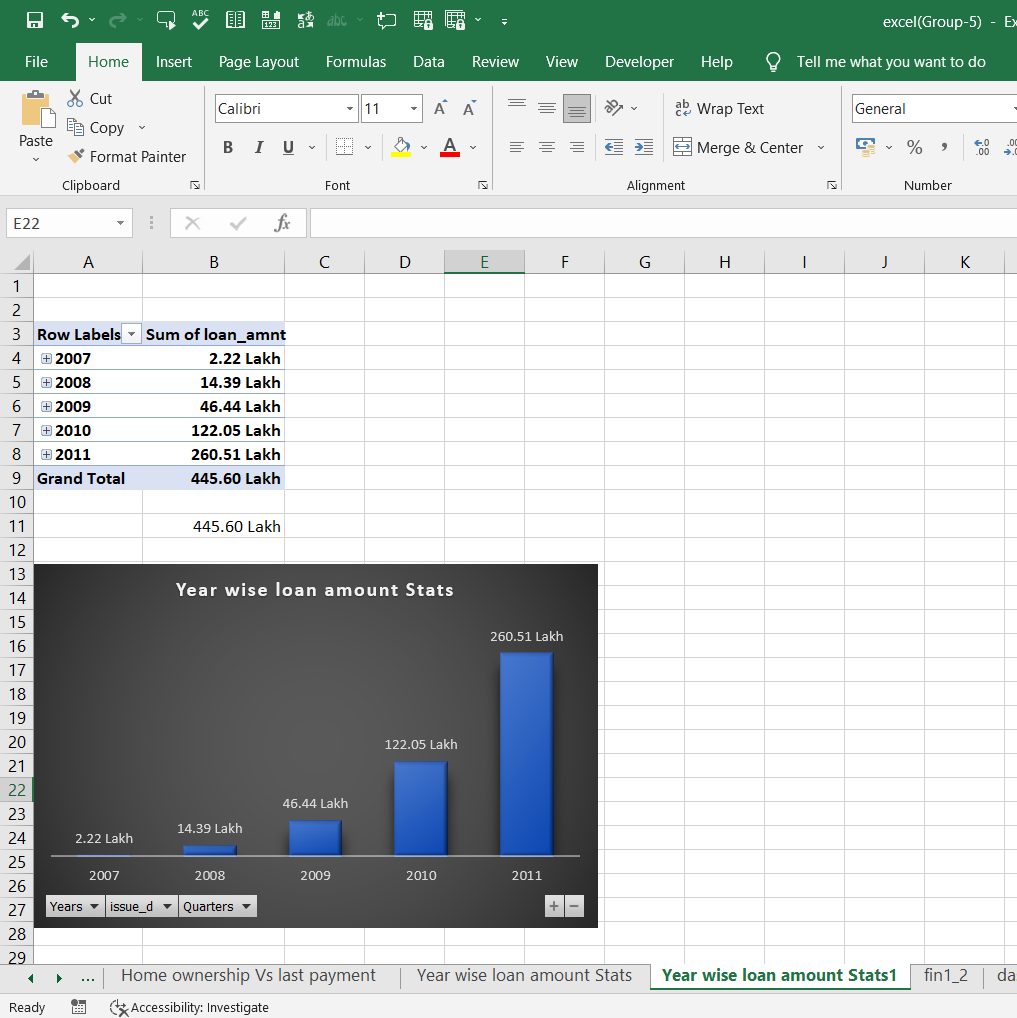 ABC
excel(Group-5) - Ex
File Home Insert Page Layout Formulas Data Review View Developer Help Tell me what you want to do
Cut
Copy
Format Painter
Paste
Clipboard
Calibri 11 A A
B I U A
Font
ab Wrap Text
Merge & Center
Alignment
General
% , .00
Number
E22 fx
A B C D E F G H I J K
1
2
3 Row Labels Sum of loan_amnt
4 2007 2.22 Lakh
5 2008 14.39 Lakh
6 2009 46.44 Lakh
7 2010 122.05 Lakh
8 2011 260.51 Lakh
9 Grand Total 445.60 Lakh
10
11 445.60 Lakh
12
13
14
15
16
17
18
19
20
21
22
23
24
25
26
27
28
29
Year wise loan amount Stats
260.51 Lakh
122.05 Lakh
46.44 Lakh
14.39 Lakh
2.22 Lakh
2007 2008 2009 2010 2011
Years issue_d Quarters + −
... Home ownership Vs last payment Year wise loan amount Stats Year wise loan amount Stats1 fin1_2 da
Ready Accessibility: Investigate